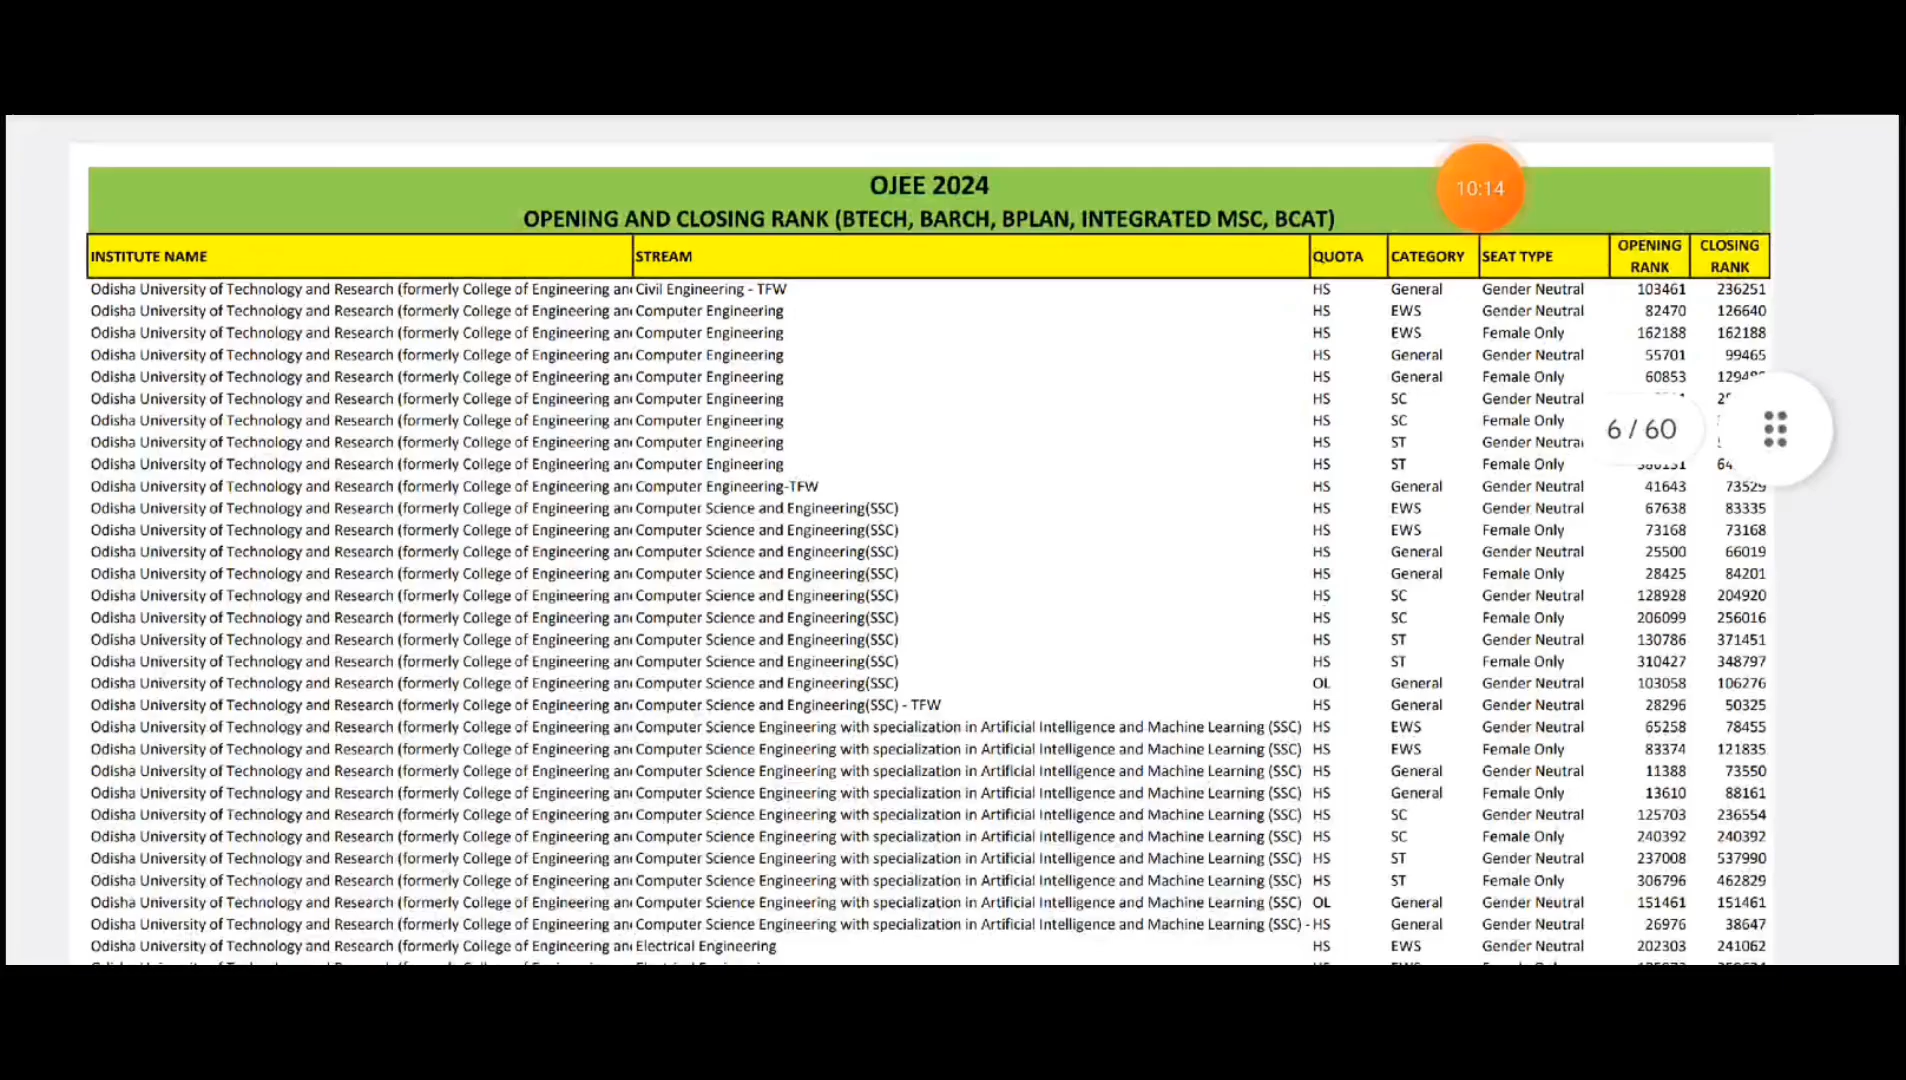 OJEE 2024
10:14
OPENING AND CLOSING RANK (BTECH, BARCH, BPLAN, INTEGRATED MSC, BCAT)
INSTITUTE NAME STREAM QUOTA CATEGORY SEAT TYPE OPENING RANK CLOSING RANK
Odisha University of Technology and Research (formerly College of Engineering an Civil Engineering - TFW HS General Gender Neutral 103461 236251
Odisha University of Technology and Research (formerly College of Engineering an Computer Engineering HS EWS Gender Neutral 82470 126640
Odisha University of Technology and Research (formerly College of Engineering an Computer Engineering HS EWS Female Only 162188 162188
Odisha University of Technology and Research (formerly College of Engineering an Computer Engineering HS General Gender Neutral 55701 99465
Odisha University of Technology and Research (formerly College of Engineering an Computer Engineering HS General Female Only 60853
Odisha University of Technology and Research (formerly College of Engineering an Computer Engineering HS SC Gender Neutral
Odisha University of Technology and Research (formerly College of Engineering an Computer Engineering HS SC Female Only
6 / 60
Odisha University of Technology and Research (formerly College of Engineering an Computer Engineering HS ST Gender Neutral
Odisha University of Technology and Research (formerly College of Engineering an Computer Engineering HS ST Female Only
Odisha University of Technology and Research (formerly College of Engineering an Computer Engineering-TFW HS General Gender Neutral 41643 73529
Odisha University of Technology and Research (formerly College of Engineering an Computer Science and Engineering(SSC) HS EWS Gender Neutral 67638 83335
Odisha University of Technology and Research (formerly College of Engineering an Computer Science and Engineering(SSC) HS EWS Female Only 73168 73168
Odisha University of Technology and Research (formerly College of Engineering an Computer Science and Engineering(SSC) HS General Gender Neutral 25500 66019
Odisha University of Technology and Research (formerly College of Engineering an Computer Science and Engineering(SSC) HS General Female Only 28425 84201
Odisha University of Technology and Research (formerly College of Engineering an Computer Science and Engineering(SSC) HS SC Gender Neutral 128928 204920
Odisha University of Technology and Research (formerly College of Engineering an Computer Science and Engineering(SSC) HS SC Female Only 206099 256016
Odisha University of Technology and Research (formerly College of Engineering an Computer Science and Engineering(SSC) HS ST Gender Neutral 130786 371451
Odisha University of Technology and Research (formerly College of Engineering an Computer Science and Engineering(SSC) HS ST Female Only 310427 348797
Odisha University of Technology and Research (formerly College of Engineering an Computer Science and Engineering(SSC) OL General Gender Neutral 103058 106276
Odisha University of Technology and Research (formerly College of Engineering an Computer Science and Engineering(SSC) - TFW HS General Gender Neutral 28296 50325
Odisha University of Technology and Research (formerly College of Engineering an Computer Science Engineering with specialization in Artificial Intelligence and Machine Learning (SSC) HS EWS Gender Neutral 65258 78455
Odisha University of Technology and Research (formerly College of Engineering an Computer Science Engineering with specialization in Artificial Intelligence and Machine Learning (SSC) HS EWS Female Only 83374 121835
Odisha University of Technology and Research (formerly College of Engineering an Computer Science Engineering with specialization in Artificial Intelligence and Machine Learning (SSC) HS General Gender Neutral 11388 73550
Odisha University of Technology and Research (formerly College of Engineering an Computer Science Engineering with specialization in Artificial Intelligence and Machine Learning (SSC) HS General Female Only 13610 88161
Odisha University of Technology and Research (formerly College of Engineering an Computer Science Engineering with specialization in Artificial Intelligence and Machine Learning (SSC) HS SC Gender Neutral 125703 236554
Odisha University of Technology and Research (formerly College of Engineering an Computer Science Engineering with specialization in Artificial Intelligence and Machine Learning (SSC) HS SC Female Only 240392 240392
Odisha University of Technology and Research (formerly College of Engineering an Computer Science Engineering with specialization in Artificial Intelligence and Machine Learning (SSC) HS ST Gender Neutral 237008 537990
Odisha University of Technology and Research (formerly College of Engineering an Computer Science Engineering with specialization in Artificial Intelligence and Machine Learning (SSC) HS ST Female Only 306796 462829
Odisha University of Technology and Research (formerly College of Engineering an Computer Science Engineering with specialization in Artificial Intelligence and Machine Learning (SSC) OL General Gender Neutral 151461 151461
Odisha University of Technology and Research (formerly College of Engineering an Computer Science Engineering with specialization in Artificial Intelligence and Machine Learning (SSC) - HS General Gender Neutral 26976 38647
Odisha University of Technology and Research (formerly College of Engineering an Electrical Engineering HS EWS Gender Neutral 202303 241062